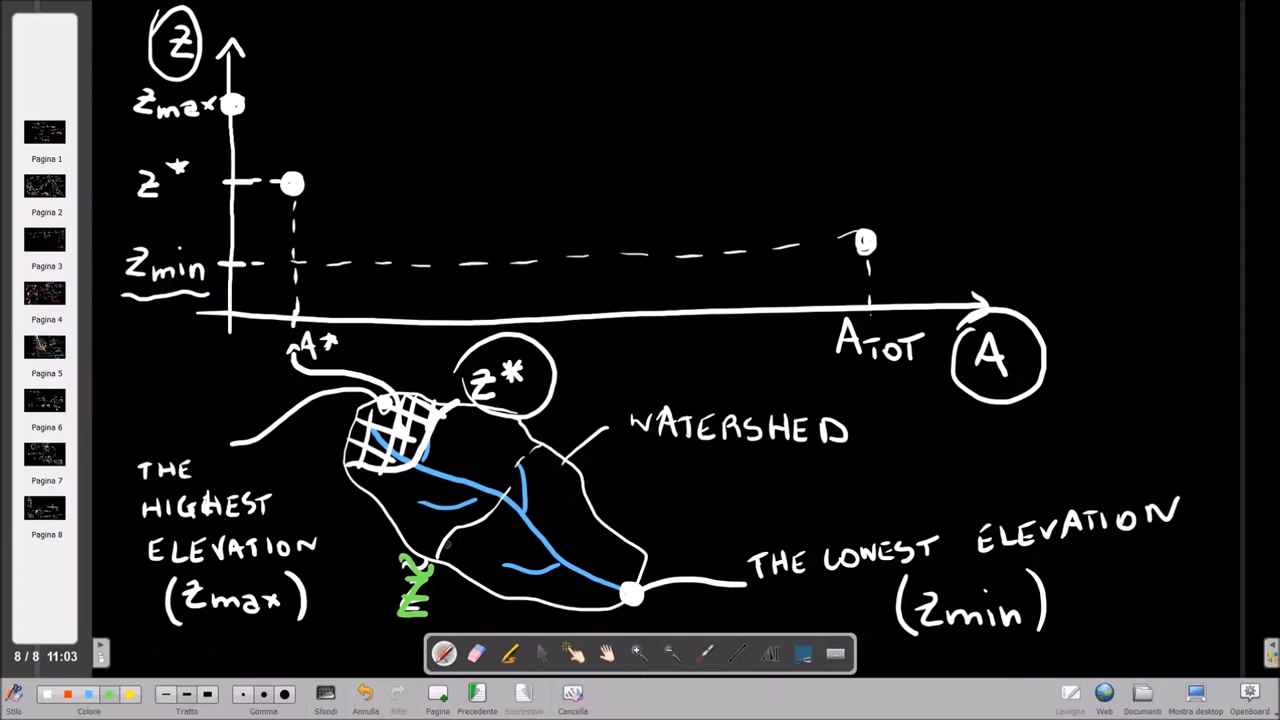 Z
Zmax
Z*
Zmin
A*
ATOT
A
Z*
WATERSHED
THE
HIGHEST
ELEVATION
(Zmax)
Z̃
THE LOWEST ELEVATION
(Zmin)
Pagina 1
Pagina 2
Pagina 3
Pagina 4
Pagina 5
Pagina 6
Pagina 7
Pagina 8
8 / 8 11:03
AI
Stilo
Colore
Tratto
Gomma
Sfondi
Annulla
Rifai
Pagine
Precedente
Successivo
Cancella
Lavagna
Web
Documenti
Mostra desktop
OpenBoard